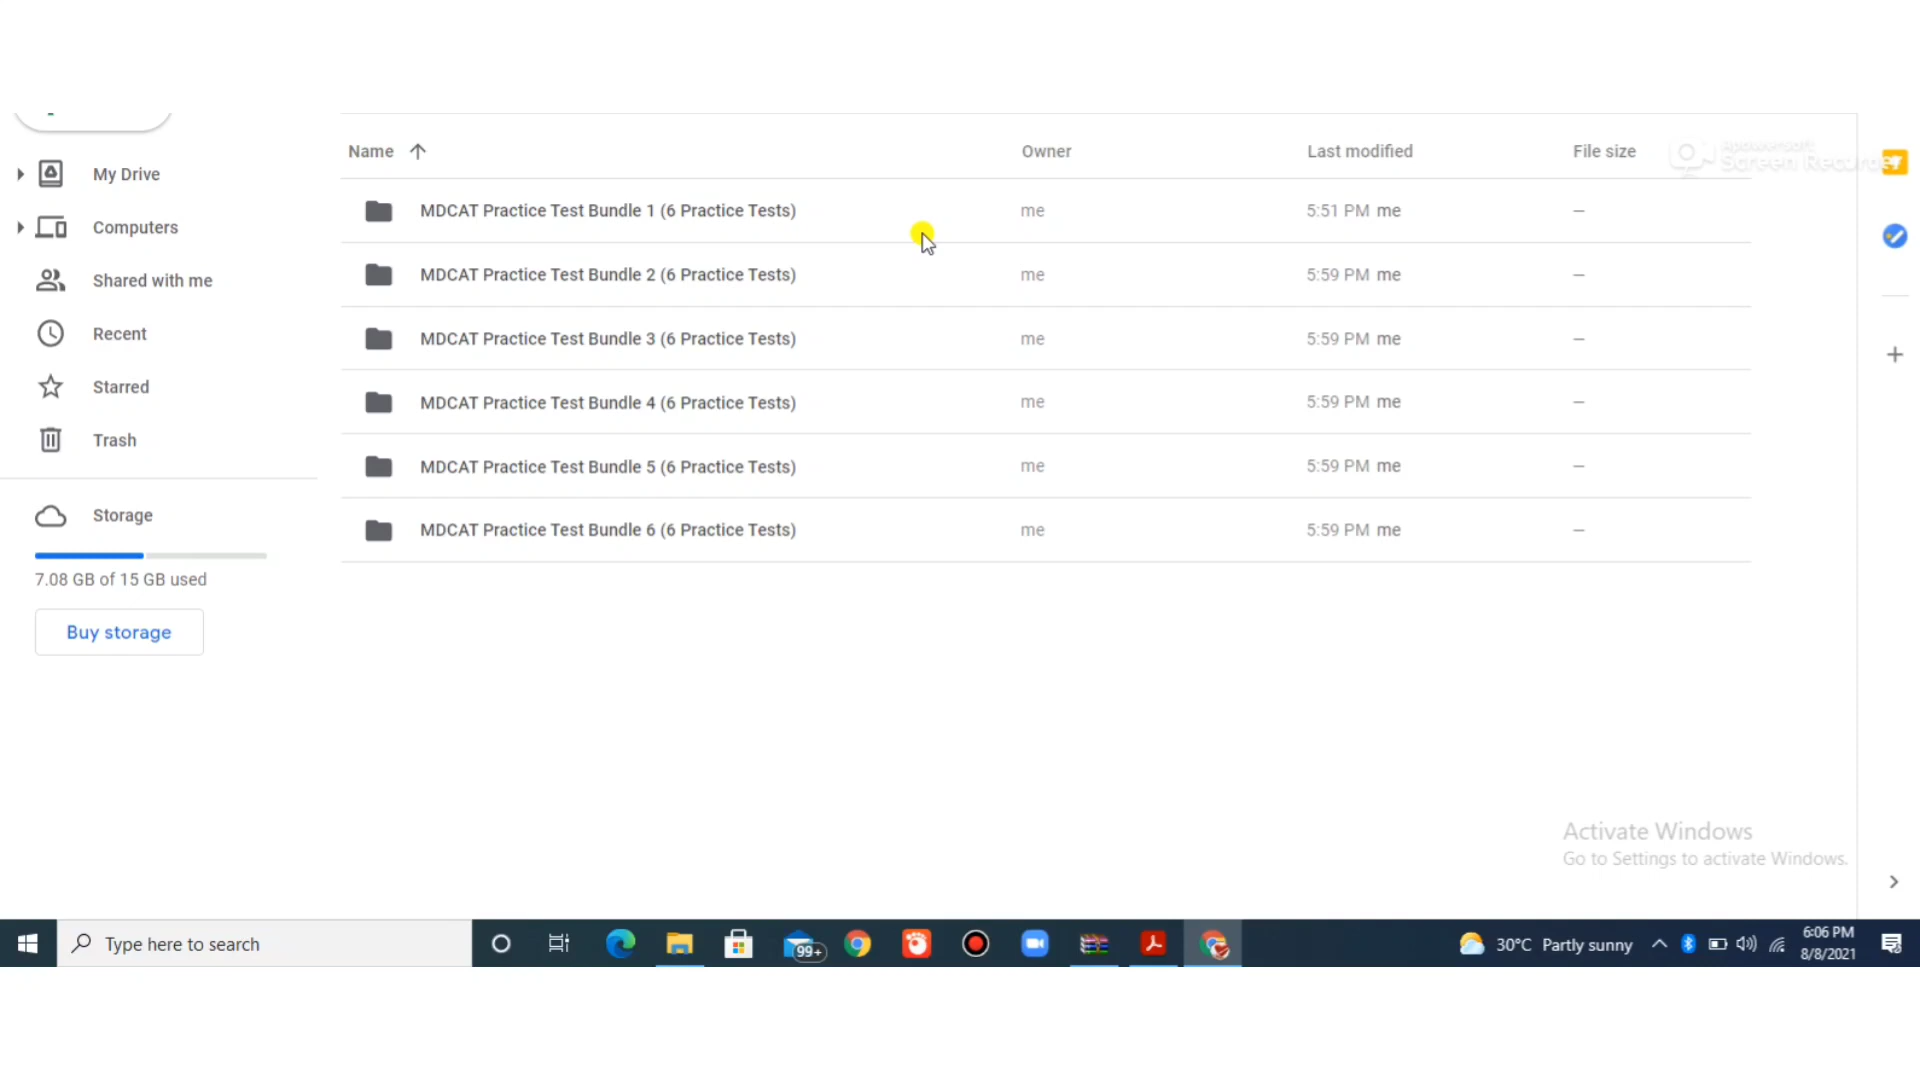 Name Owner Last modified File size
Apowersoft
Screen Recorder
My Drive
Computers
Shared with me
Recent
Starred
Trash
Storage
7.08 GB of 15 GB used
Buy storage
MDCAT Practice Test Bundle 1 (6 Practice Tests) me 5:51 PM me –
MDCAT Practice Test Bundle 2 (6 Practice Tests) me 5:59 PM me –
MDCAT Practice Test Bundle 3 (6 Practice Tests) me 5:59 PM me –
MDCAT Practice Test Bundle 4 (6 Practice Tests) me 5:59 PM me –
MDCAT Practice Test Bundle 5 (6 Practice Tests) me 5:59 PM me –
MDCAT Practice Test Bundle 6 (6 Practice Tests) me 5:59 PM me –
Activate Windows
Go to Settings to activate Windows.
Type here to search
99+
30°C Partly sunny
6:06 PM
8/8/2021